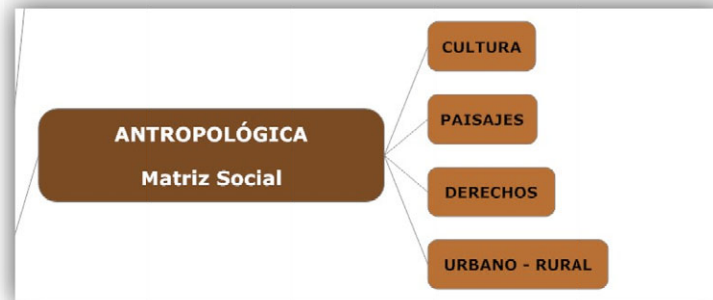 ANTROPOLÓGICA
Matriz Social
CULTURA
PAISAJES
DERECHOS
URBANO - RURAL